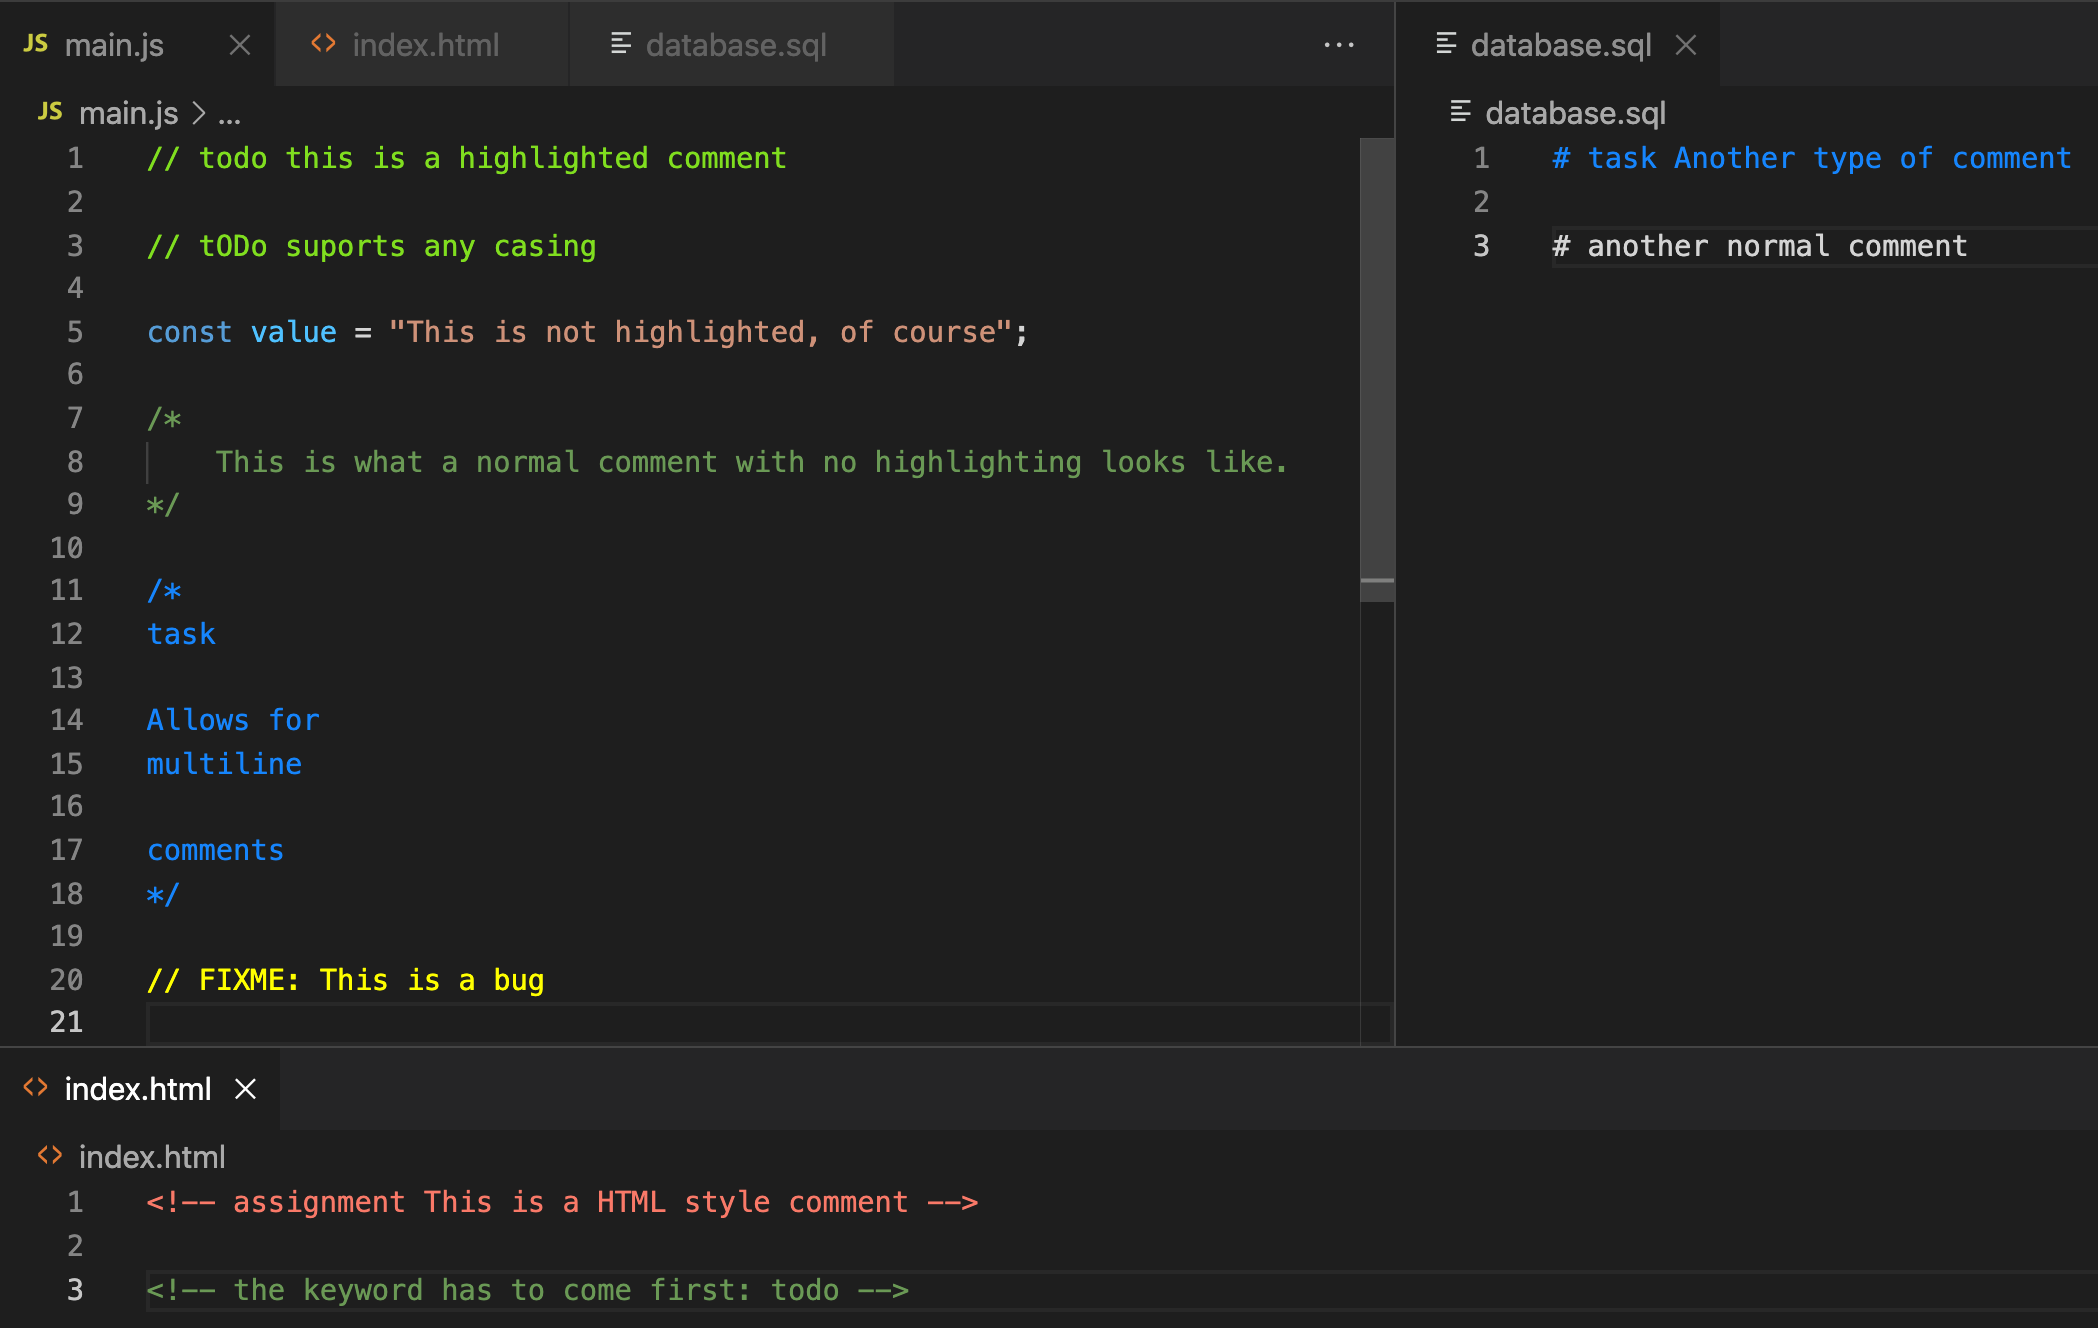 JS main.js
index.html
database.sql
JS main.js > ...
1 // todo this is a highlighted comment
2
3 // tODo suports any casing
4
5 const value = "This is not highlighted, of course";
6
7 /*
8 This is what a normal comment with no highlighting looks like.
9 */
10
11 /*
12 task
13
14 Allows for
15 multiline
16
17 comments
18 */
19
20 // FIXME: This is a bug
21
database.sql
database.sql
1 # task Another type of comment
2
3 # another normal comment
index.html
index.html
1 <!-- assignment This is a HTML style comment -->
2
3 <!-- the keyword has to come first: todo -->